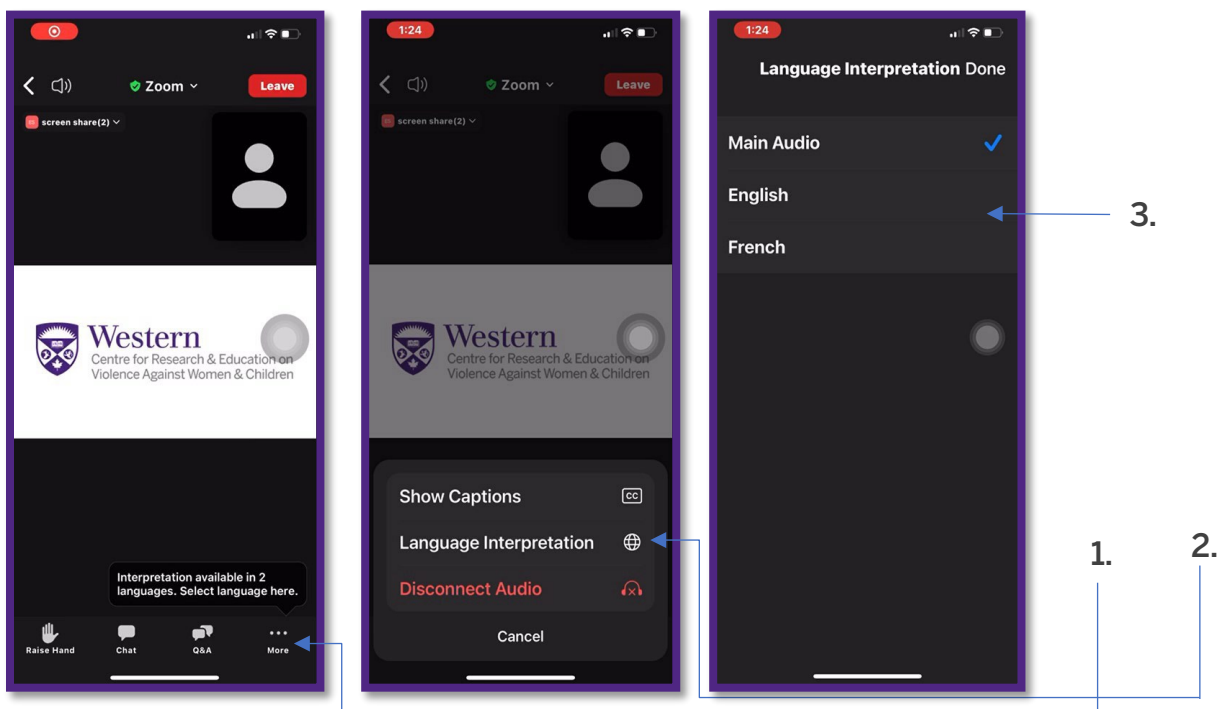 Zoom
Leave
screen share(2)
Western
Centre for Research & Education on
Violence Against Women & Children
Interpretation available in 2
languages. Select language here.
Raise Hand
Chat
Q&A
More
1:24
Zoom
Leave
screen share(2)
Western
Centre for Research & Education on
Violence Against Women & Children
Show Captions
CC
Language Interpretation
Disconnect Audio
Cancel
1:24
Language Interpretation Done
Main Audio
English
French
3.
1.
2.